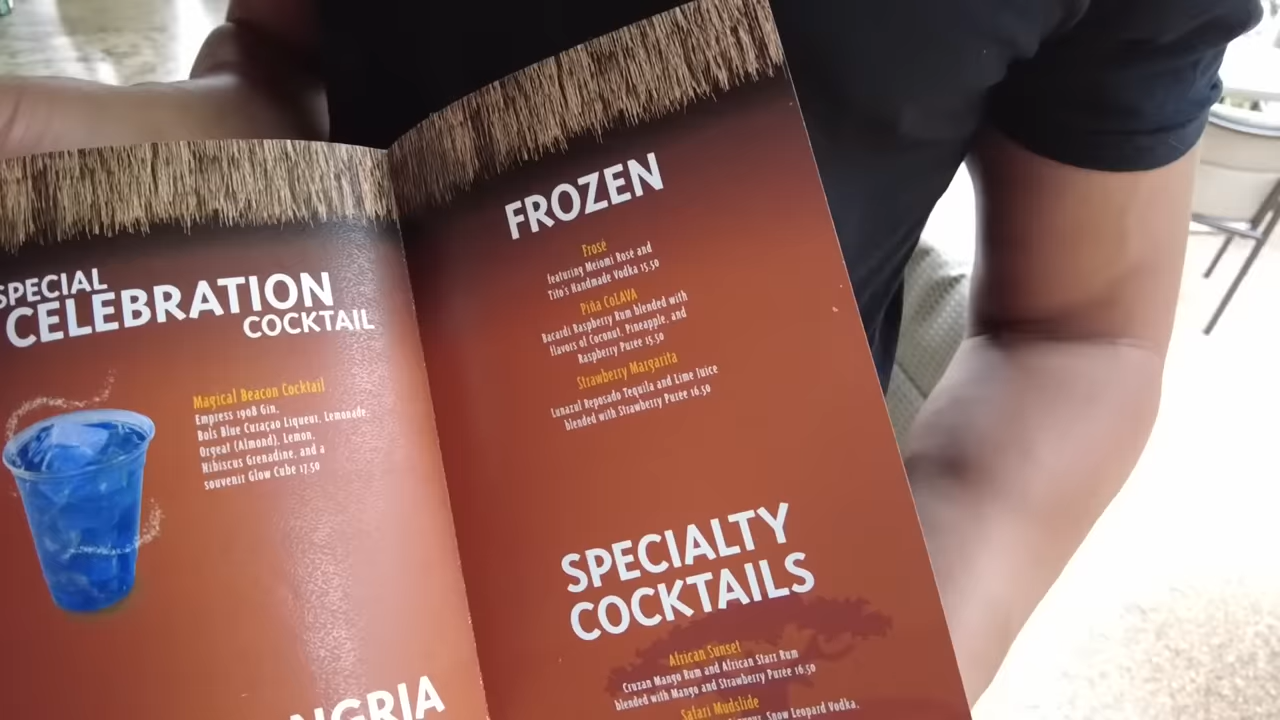 SPECIAL
CELEBRATION
COCKTAIL
Magical Beacon Cocktail
Empress 1908 Gin,
Bols Blue Curaçao Liqueur, Lemonade,
Orgeat (Almond), Lemon,
Hibiscus Grenadine, and a
souvenir Glow Cube 17.50
NGRIA
FROZEN
Frosé
featuring Meiomi Rosé and
Tito's Handmade Vodka 15.50
Piña CoLAVA
Bacardi Raspberry Rum blended with
flavors of Coconut, Pineapple, and
Raspberry Purée 15.50
Strawberry Margarita
Lunazul Reposado Tequila and Lime Juice
blended with Strawberry Purée 16.50
SPECIALTY
COCKTAILS
African Sunset
Cruzan Mango Rum and African Starr Rum
blended with Mango and Strawberry Purée 16.50
Safari Mudslide
Snow Leopard Vodka,